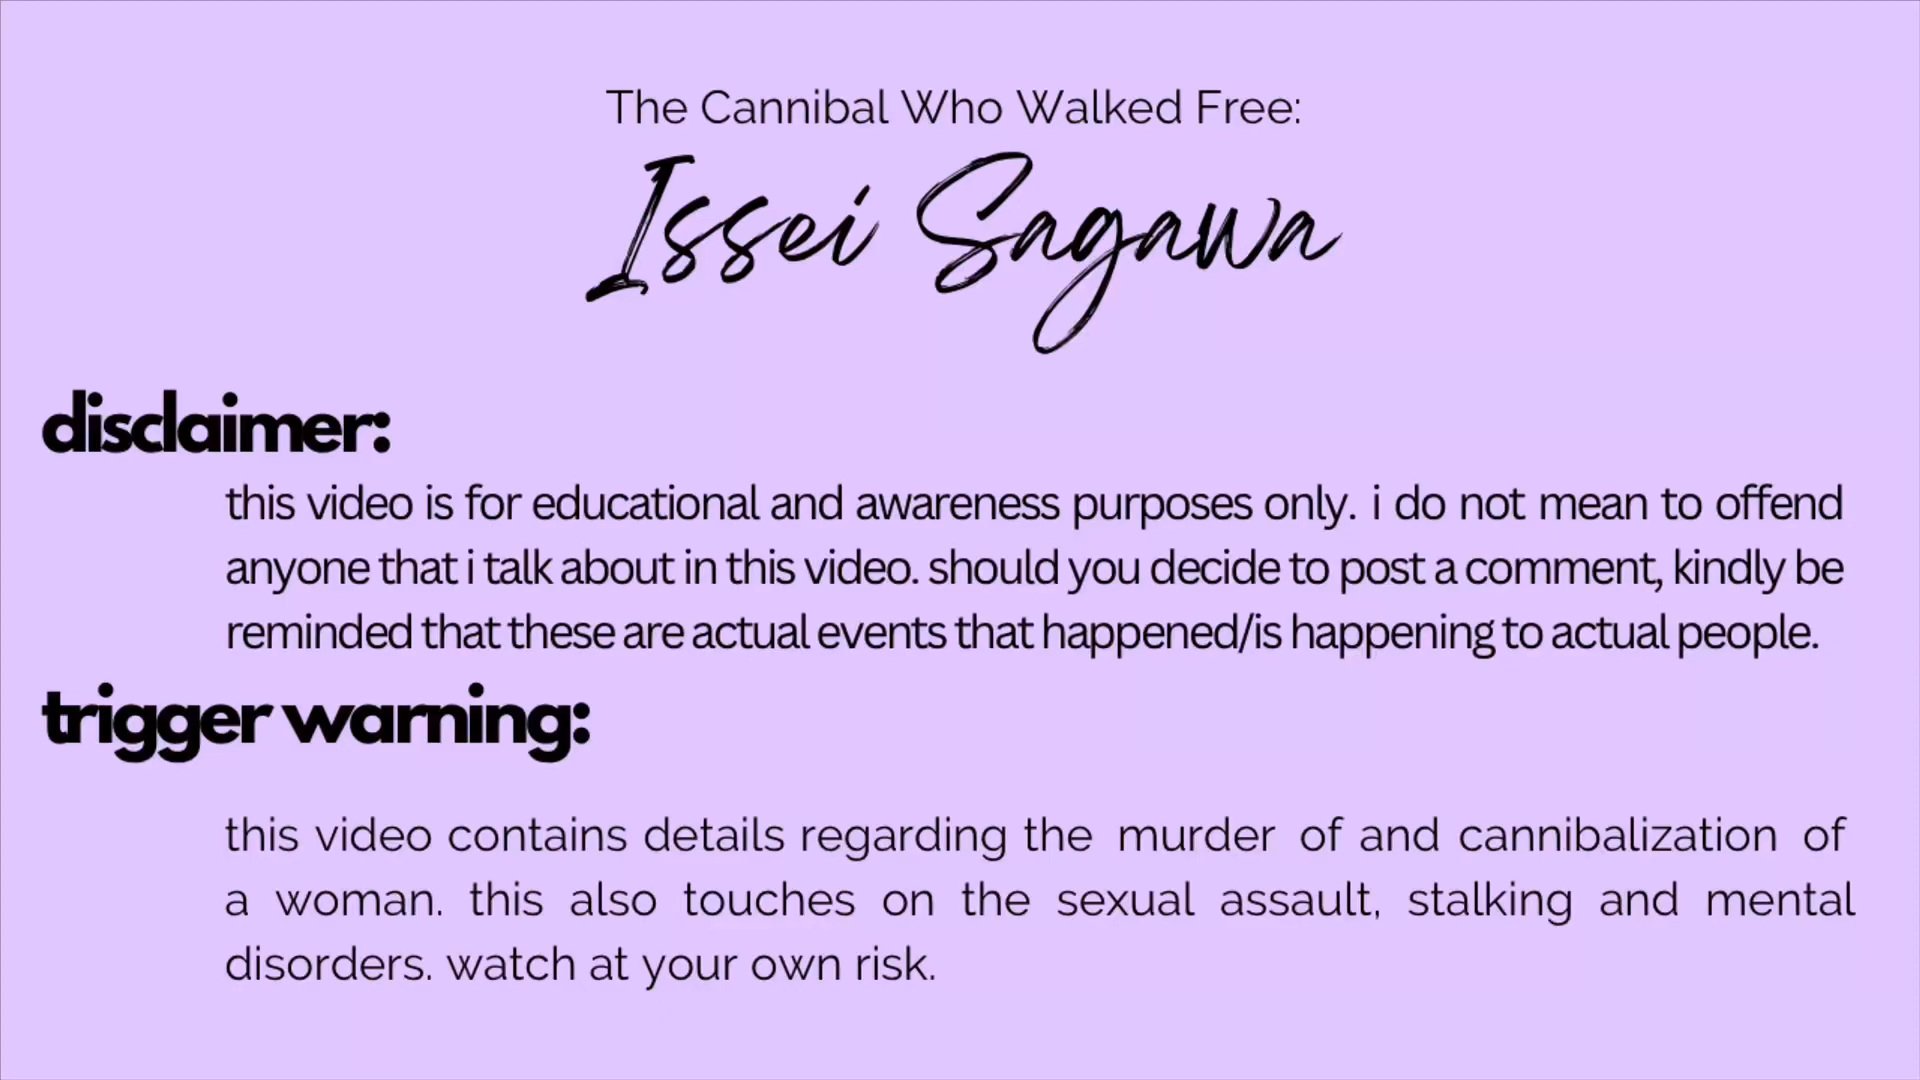 The Cannibal Who Walked Free:
Issei Sagawa
disclaimer:
this video is for educational and awareness purposes only. i do not mean to offend
anyone that i talk about in this video. should you decide to post a comment, kindly be
reminded that these are actual events that happened/is happening to actual people.
trigger warning:
this video contains details regarding the murder of and cannibalization of
a woman. this also touches on the sexual assault, stalking and mental
disorders. watch at your own risk.